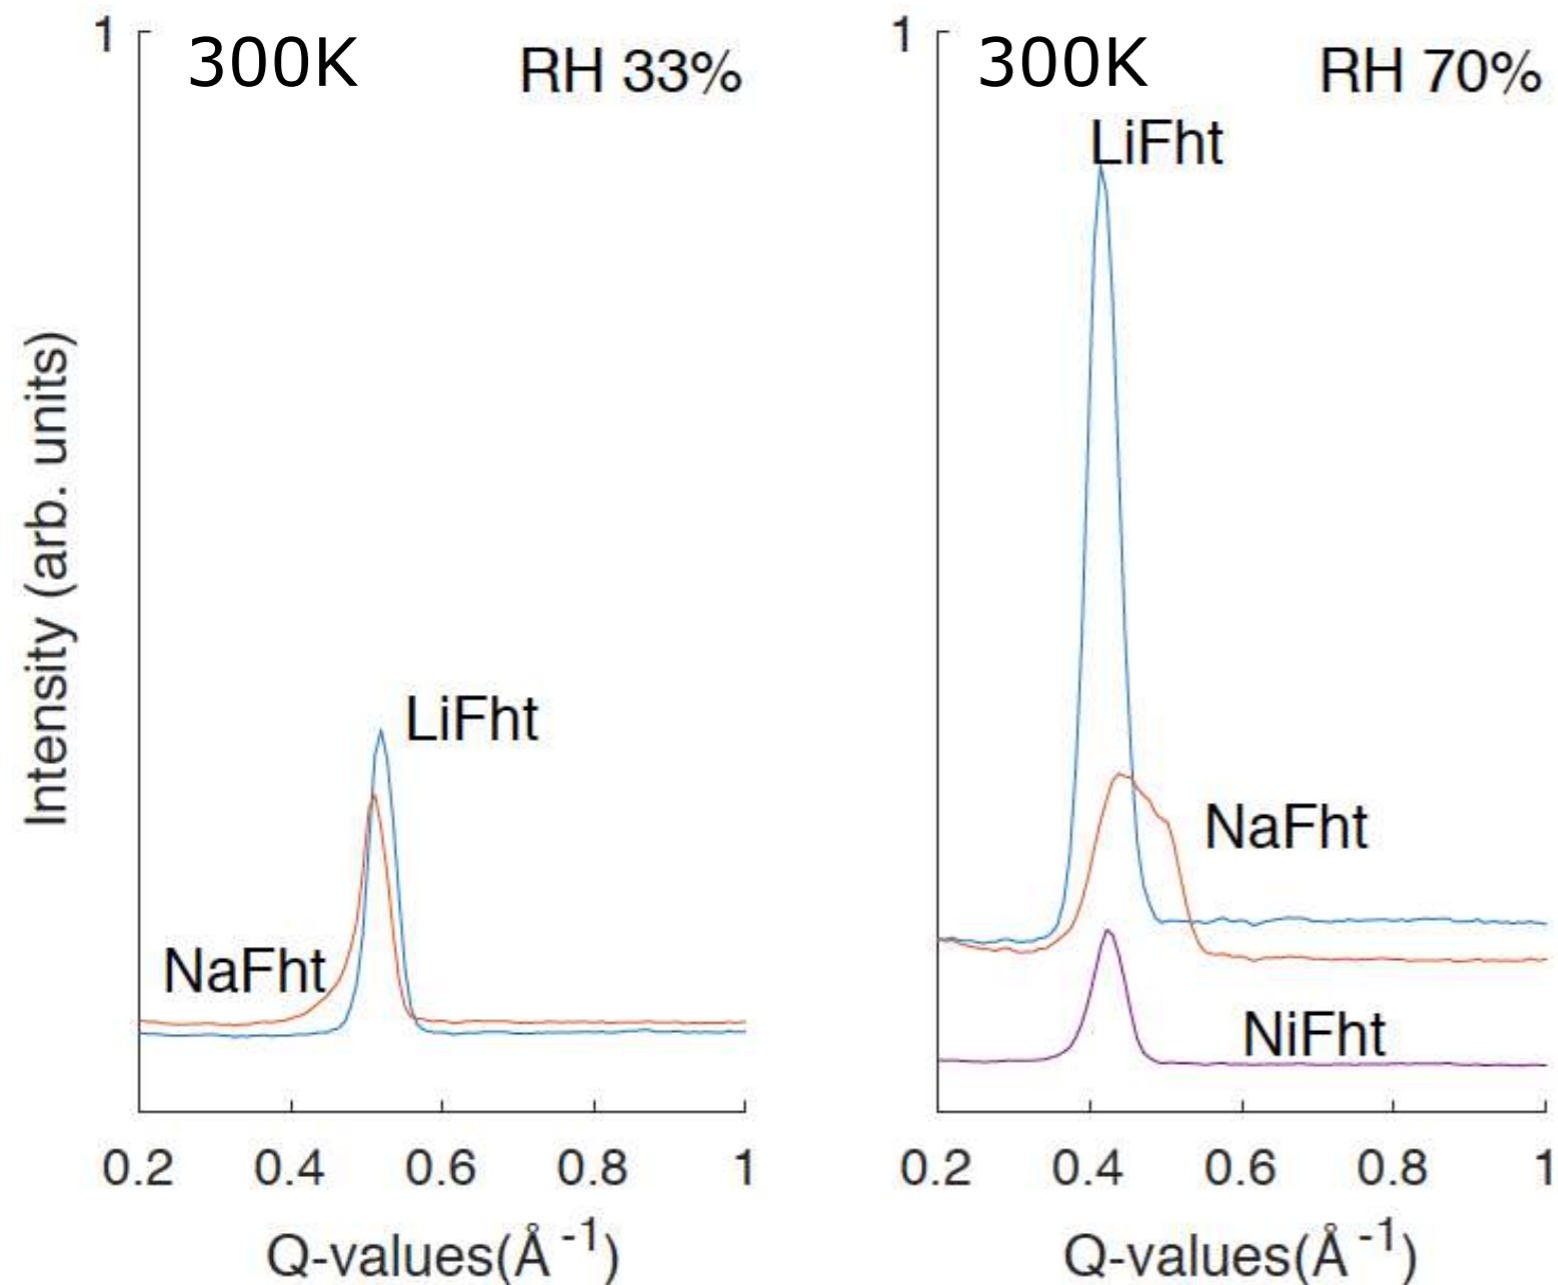 1
300K
RH 33%
LiFht
NaFht
0.2
0.4
0.6
0.8
1
Q-values(Å⁻¹)
Intensity (arb. units)
1
300K
RH 70%
LiFht
NaFht
NiFht
0.2
0.4
0.6
0.8
1
Q-values(Å⁻¹)